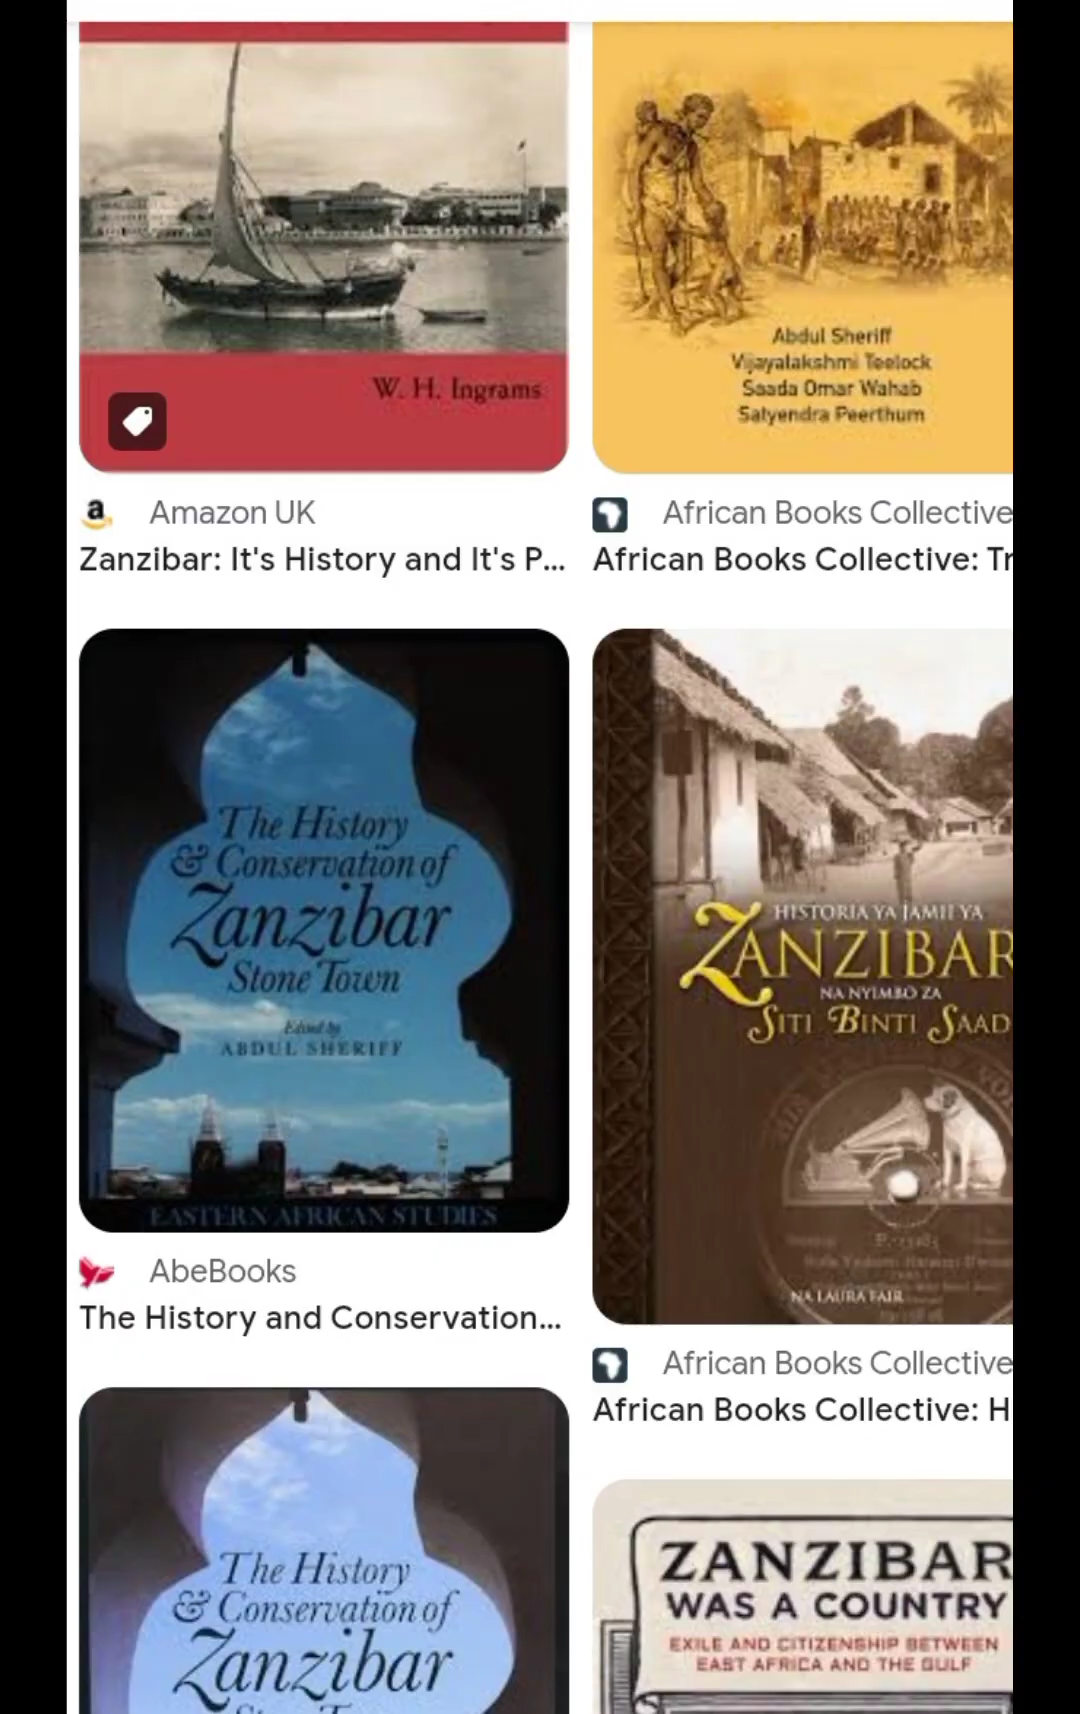 W. H. Ingrams
Amazon UK
Zanzibar: It's History and It's P...
Abdul Sheriff
Vijayalakshmi Teelock
Saada Omar Wahab
Satyendra Peerthum
African Books Collective
African Books Collective: Tr
The History
& Conservation of
Zanzibar
Stone Town
Edited by
ABDUL SHERIFF
EASTERN AFRICAN STUDIES
AbeBooks
The History and Conservation...
HISTORIA YA JAMII YA
ZANZIBAR
NA NYIMBO ZA
SITI BINTI SAAD
NA LAURA FAIR
African Books Collective
African Books Collective: H
The History
& Conservation of
Zanzibar
Stone Town
ZANZIBAR
WAS A COUNTRY
EXILE AND CITIZENSHIP BETWEEN
EAST AFRICA AND THE GULF